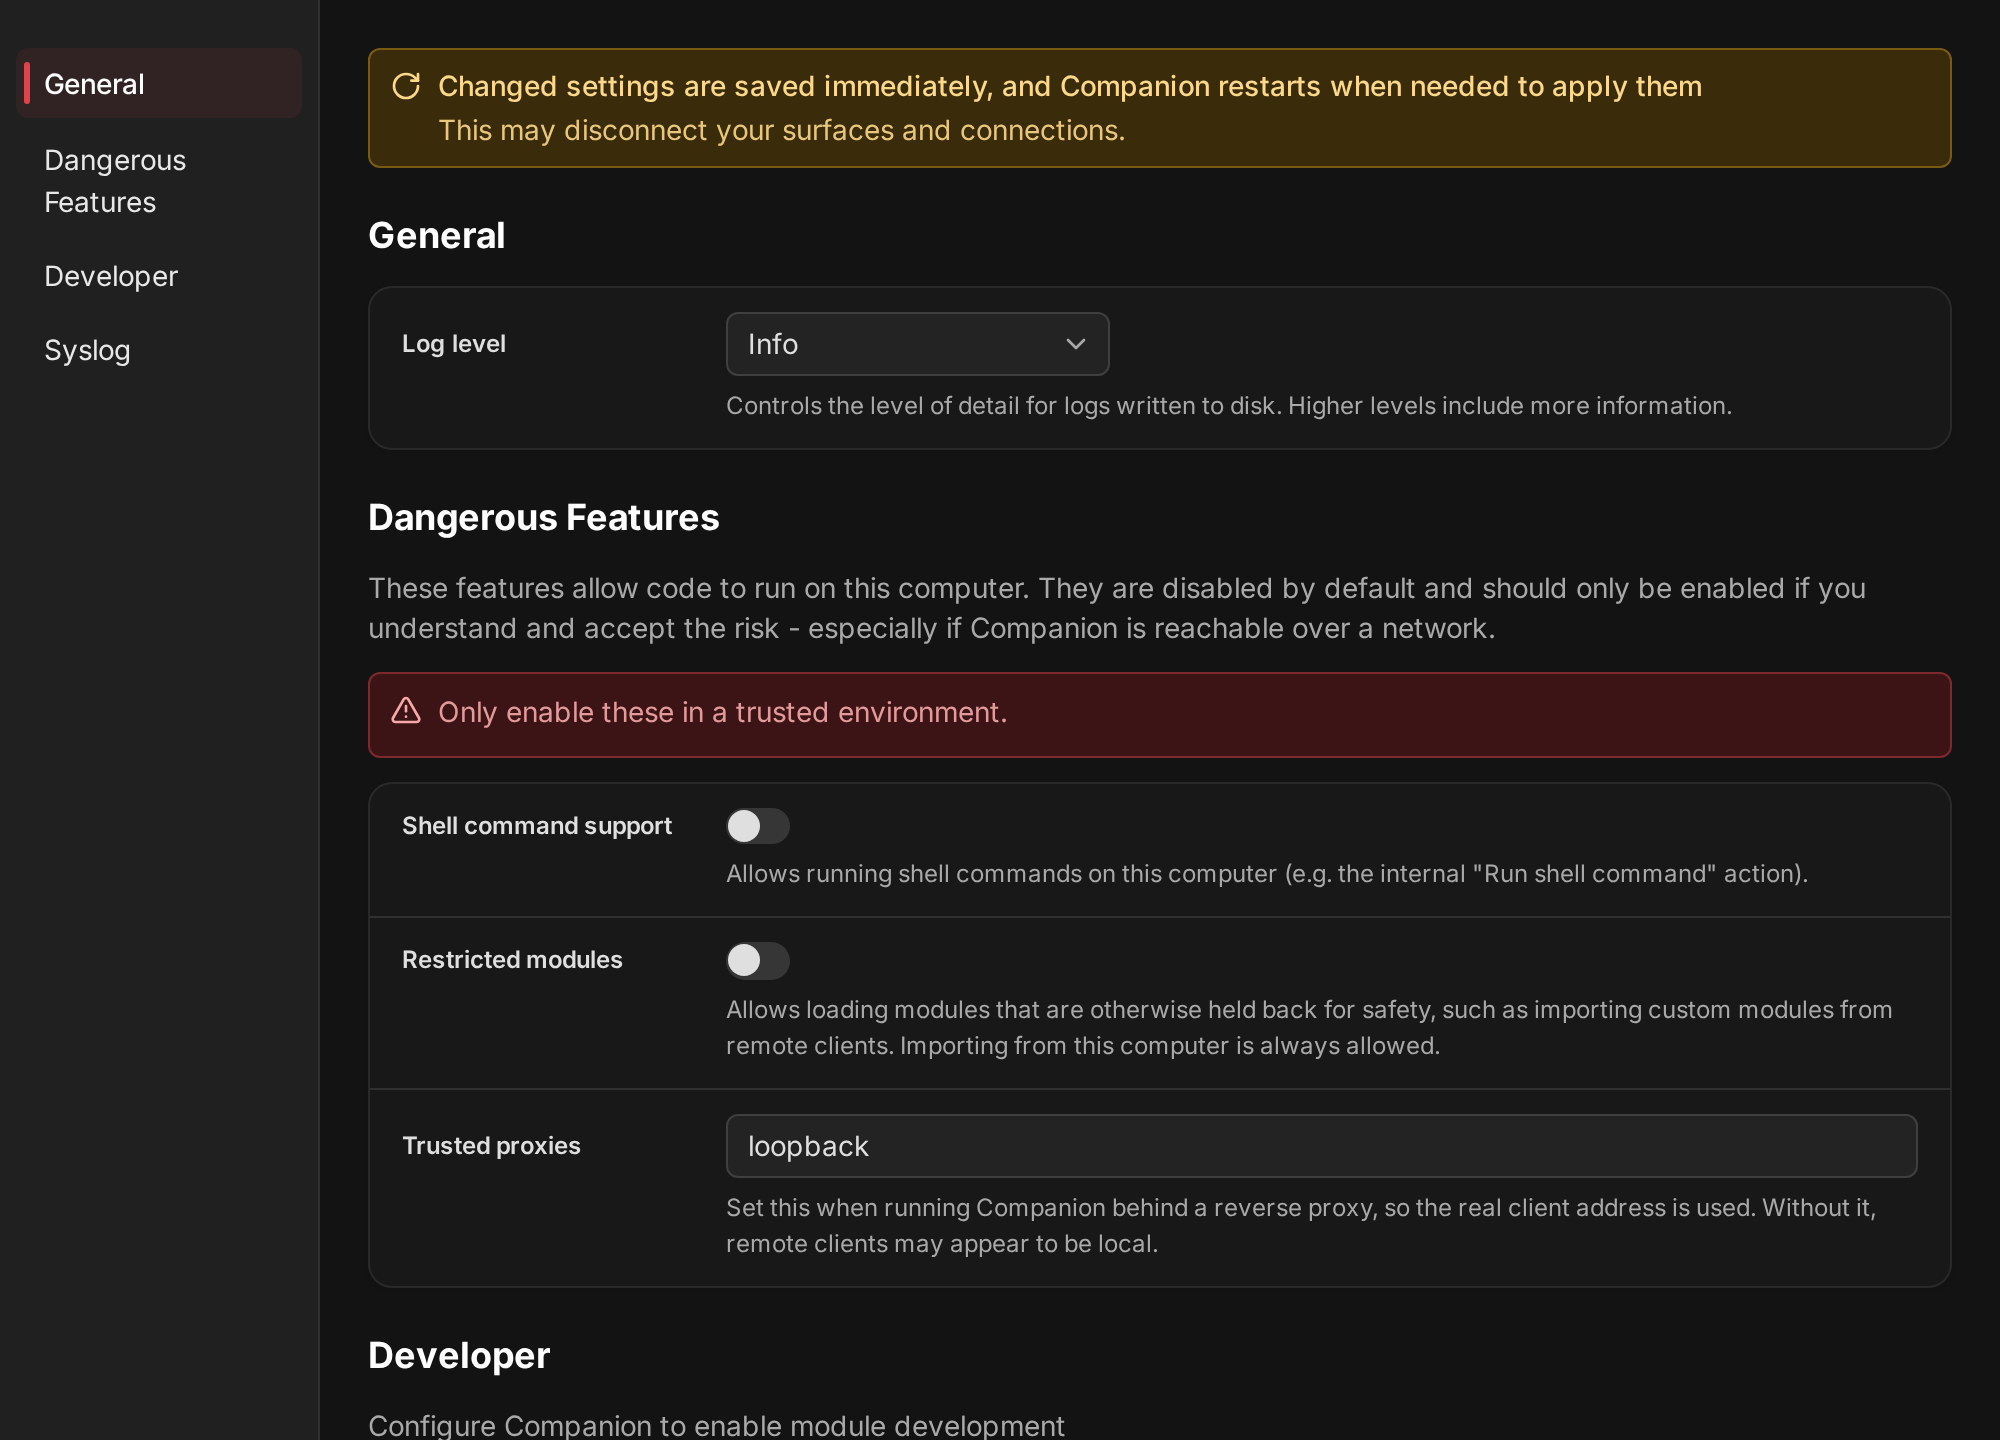 General
Dangerous
Features
Developer
Syslog
Changed settings are saved immediately, and Companion restarts when needed to apply them
This may disconnect your surfaces and connections.
General
Log level
Info
Controls the level of detail for logs written to disk. Higher levels include more information.
Dangerous Features
These features allow code to run on this computer. They are disabled by default and should only be enabled if you
understand and accept the risk - especially if Companion is reachable over a network.
Only enable these in a trusted environment.
Shell command support
Allows running shell commands on this computer (e.g. the internal "Run shell command" action).
Restricted modules
Allows loading modules that are otherwise held back for safety, such as importing custom modules from
remote clients. Importing from this computer is always allowed.
Trusted proxies
loopback
Set this when running Companion behind a reverse proxy, so the real client address is used. Without it,
remote clients may appear to be local.
Developer
Configure Companion to enable module development